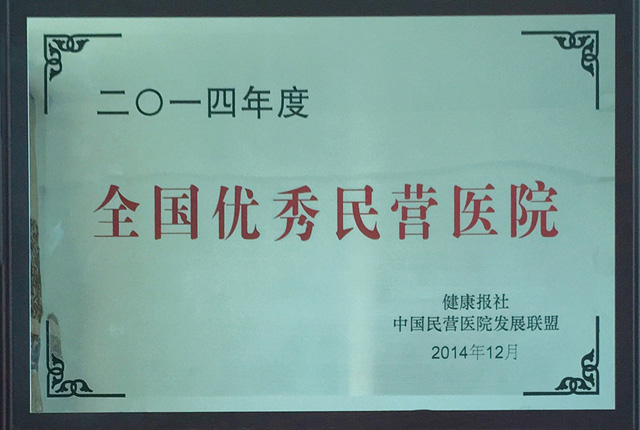 二〇一四年度
全国优秀民营医院
健康报社
中国民营医院发展联盟
2014年12月